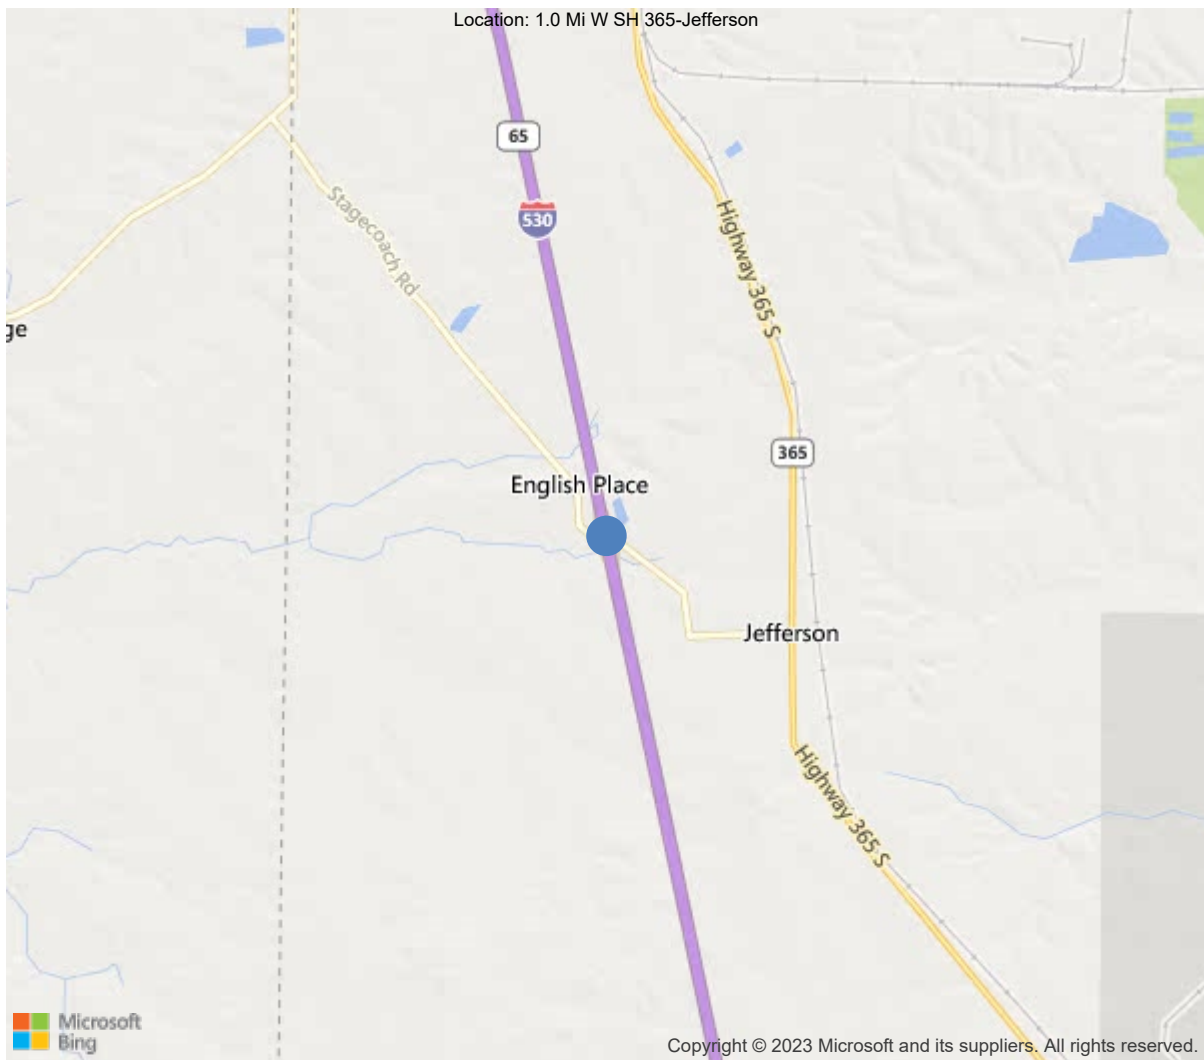 Location: 1.0 Mi W SH 365-Jefferson
65
530
Stagecoach Rd
Highway 365 S
ge
365
English Place
Jefferson
Highway 365 S
Microsoft
Bing
Copyright © 2023 Microsoft and its suppliers. All rights reserved.